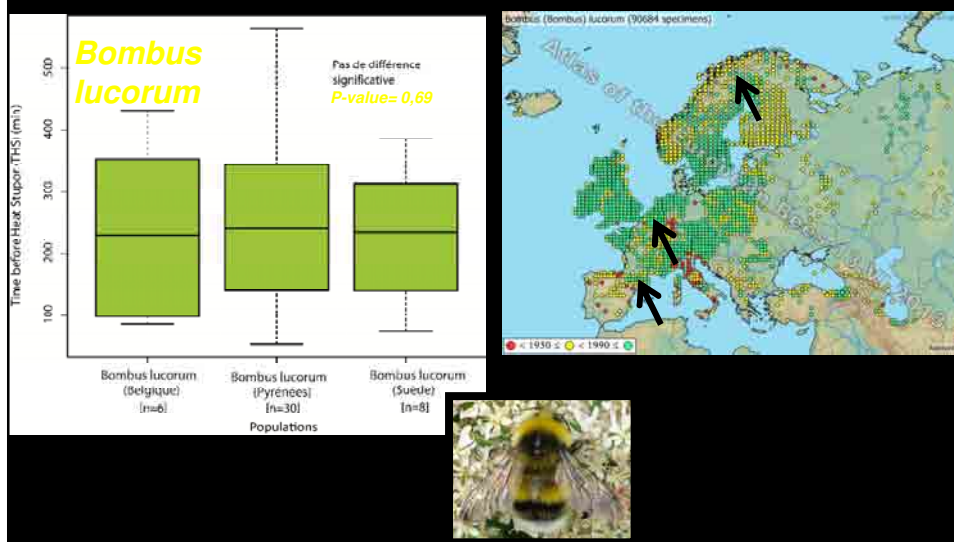 Bombus
lucorum
Pas de différence
significative
P-value= 0,69
Time before Heat Stupor -THSi (min)
500
400
300
200
100
Bombus lucorum
(Belgique)
[n=6]
Bombus lucorum
(Pyrénées)
[n=30]
Bombus lucorum
(Suède)
[n=8]
Populations
Bombus (Bombus) lucorum (90684 specimens)
Atlas of the
< 1930 ≤
< 1990 ≤